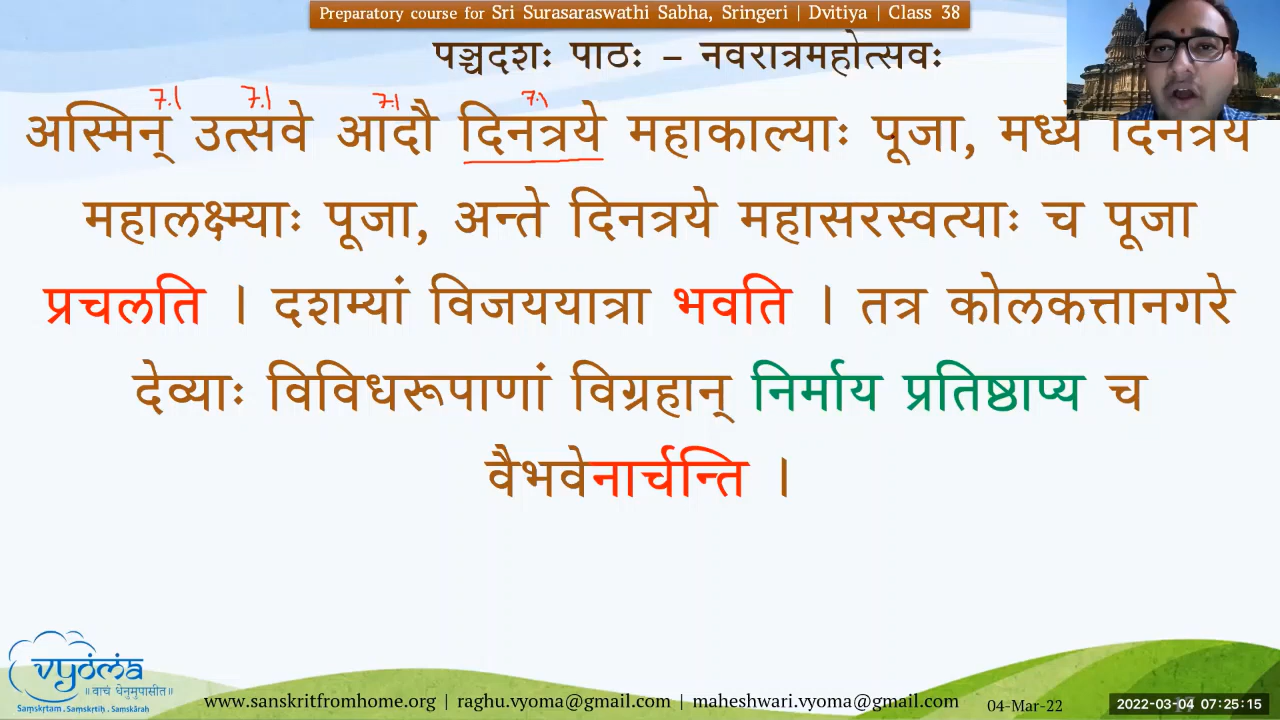 Preparatory course for Sri Surasaraswathi Sabha, Sringeri | Dvitiya | Class 38
पञ्चदशः पाठः – नवरात्रमहोत्सवः
7.1 7.1 7.1 7.1
अस्मिन् उत्सवे आदौ दिनत्रये महाकाल्याः पूजा, मध्ये दिनत्रये
महालक्ष्म्याः पूजा, अन्ते दिनत्रये महासरस्वत्याः च पूजा
प्रचलति । दशम्यां विजययात्रा भवति । तत्र कोलकत्तानगरे
देव्याः विविधरूपाणां विग्रहान् निर्माय प्रतिष्ठाप्य च
वैभवेनार्चन्ति ।
vyoma
॥ वाचं धेनुमुपासीत॥
Saṃskṛtam . Saṃskṛtiḥ . Saṃskārāḥ
www.sanskritfromhome.org | raghu.vyoma@gmail.com | maheshwari.vyoma@gmail.com
04-Mar-22
2022-03-04 07:25:15